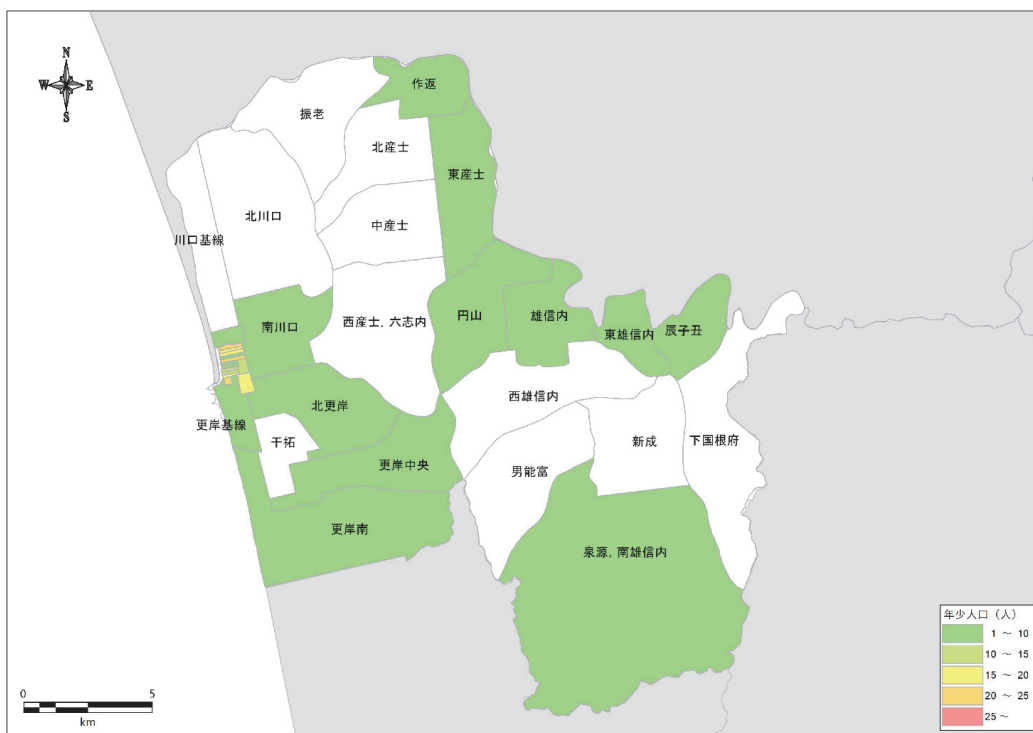 N
W E
S
作返
振老
北産士
東産士
北川口
中産士
川口基線
南川口
西産士, 六志内
円山
雄信内
東雄信内
辰子丑
西雄信内
北更岸
更岸基線
干拓
新成
下国根府
更岸中央
男能富
更岸南
泉源, 南雄信内
年少人口（人）
1 ～ 10
10 ～ 15
15 ～ 20
20 ～ 25
25 ～
0 5
km